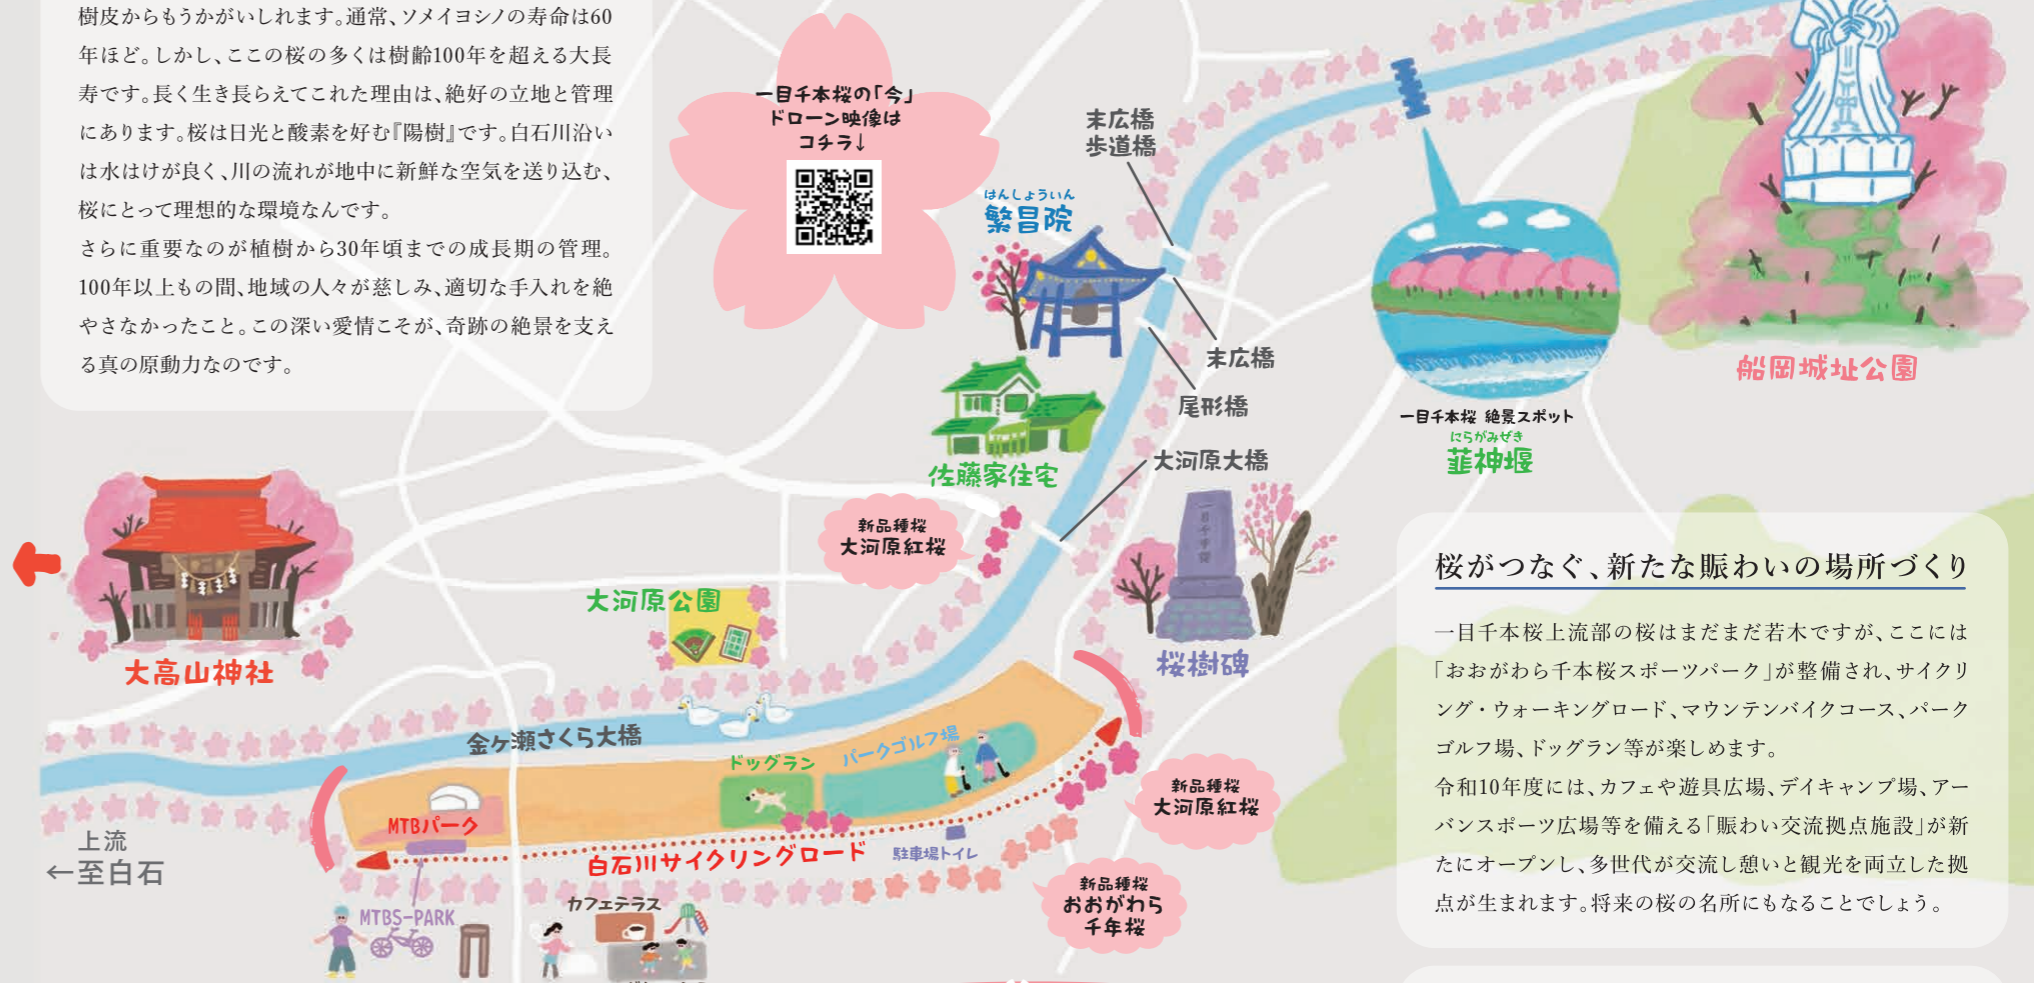 樹皮からもうかがいしれます。通常、ソメイヨシノの寿命は60
年ほど。しかし、ここの桜の多くは樹齢100年を超える大長
寿です。長く生き長らえてこれた理由は、絶好の立地と管理
にあります。桜は日光と酸素を好む『陽樹』です。白石川沿い
は水はけが良く、川の流れが地中に新鮮な空気を送り込む、
桜にとって理想的な環境なんです。
さらに重要なのが植樹から30年頃までの成長期の管理。
100年以上もの間、地域の人々が慈しみ、適切な手入れを絶
やさなかったこと。この深い愛情こそが、奇跡の絶景を支え
る真の原動力なのです。
一目千本桜の「今」
ドローン映像は
コチラ↓
末広橋
歩道橋
はんしょういん
繁昌院
末広橋
尾形橋
大河原大橋
佐藤家住宅
船岡城址公園
一目千本桜 絶景スポット
にらがみぜき
韮神堰
新品種桜
大河原紅桜
一目千本桜
桜樹碑
大河原公園
大高山神社
金ヶ瀬さくら大橋
ドッグラン
パークゴルフ場
MTBパーク
白石川サイクリングロード
駐車場トイレ
新品種桜
大河原紅桜
新品種桜
おおがわら
千年桜
上流
←至白石
MTBS-PARK
カフェテラス
桜がつなぐ、新たな賑わいの場所づくり
一目千本桜上流部の桜はまだまだ若木ですが、ここには
「おおがわら千本桜スポーツパーク」が整備され、サイクリ
ング・ウォーキングロード、マウンテンバイクコース、パーク
ゴルフ場、ドッグラン等が楽しめます。
令和10年度には、カフェや遊具広場、デイキャンプ場、アー
バンスポーツ広場等を備える「賑わい交流拠点施設」が新
たにオープンし、多世代が交流し憩いと観光を両立した拠
点が生まれます。将来の桜の名所にもなることでしょう。